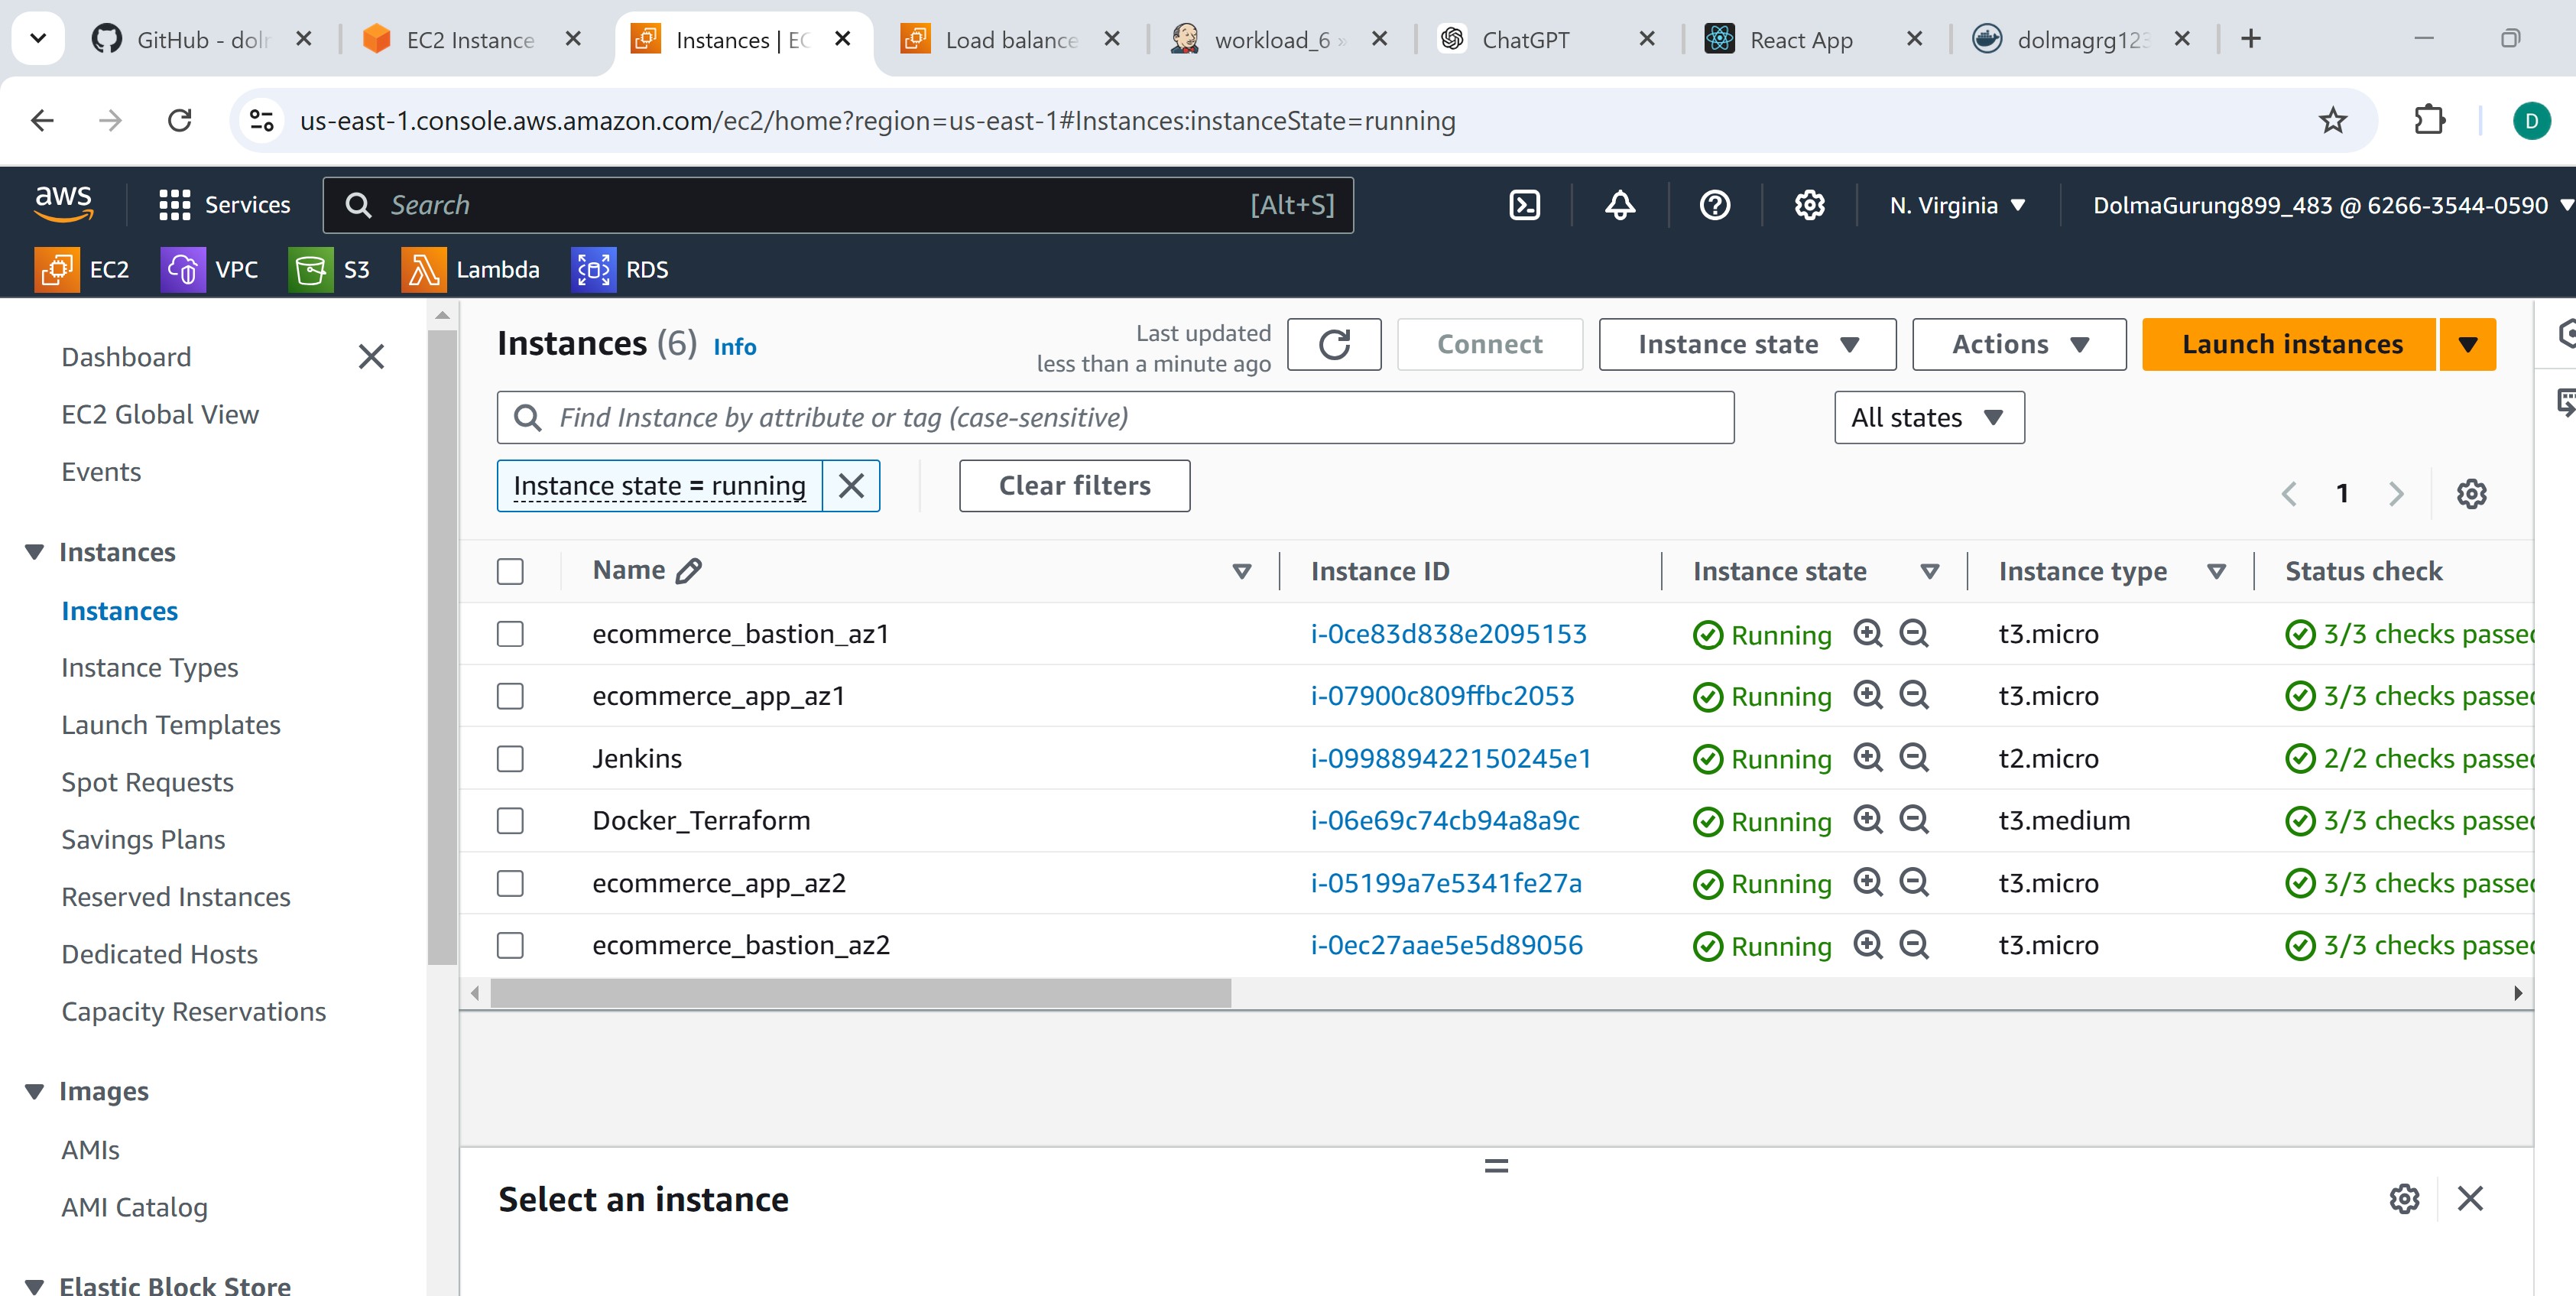 GitHub - dolr
EC2 Instance
Instances | EC
Load balance
workload_6 »
ChatGPT
React App
dolmagrg123
us-east-1.console.aws.amazon.com/ec2/home?region=us-east-1#Instances:instanceState=running
D
aws
Services
Search
[Alt+S]
N. Virginia
DolmaGurung899_483 @ 6266-3544-0590
EC2
VPC
S3
Lambda
RDS
Dashboard
EC2 Global View
Events
Instances
Instances
Instance Types
Launch Templates
Spot Requests
Savings Plans
Reserved Instances
Dedicated Hosts
Capacity Reservations
Images
AMIs
AMI Catalog
Elastic Block Store
Instances (6) Info
Last updated
less than a minute ago
Connect
Instance state
Actions
Launch instances
Find Instance by attribute or tag (case-sensitive)
All states
Instance state = running
Clear filters
1
Name Instance ID Instance state Instance type Status check
ecommerce_bastion_az1 i-0ce83d838e2095153 Running t3.micro 3/3 checks passed
ecommerce_app_az1 i-07900c809ffbc2053 Running t3.micro 3/3 checks passed
Jenkins i-099889422150245e1 Running t2.micro 2/2 checks passed
Docker_Terraform i-06e69c74cb94a8a9c Running t3.medium 3/3 checks passed
ecommerce_app_az2 i-05199a7e5341fe27a Running t3.micro 3/3 checks passed
ecommerce_bastion_az2 i-0ec27aae5e5d89056 Running t3.micro 3/3 checks passed
Select an instance